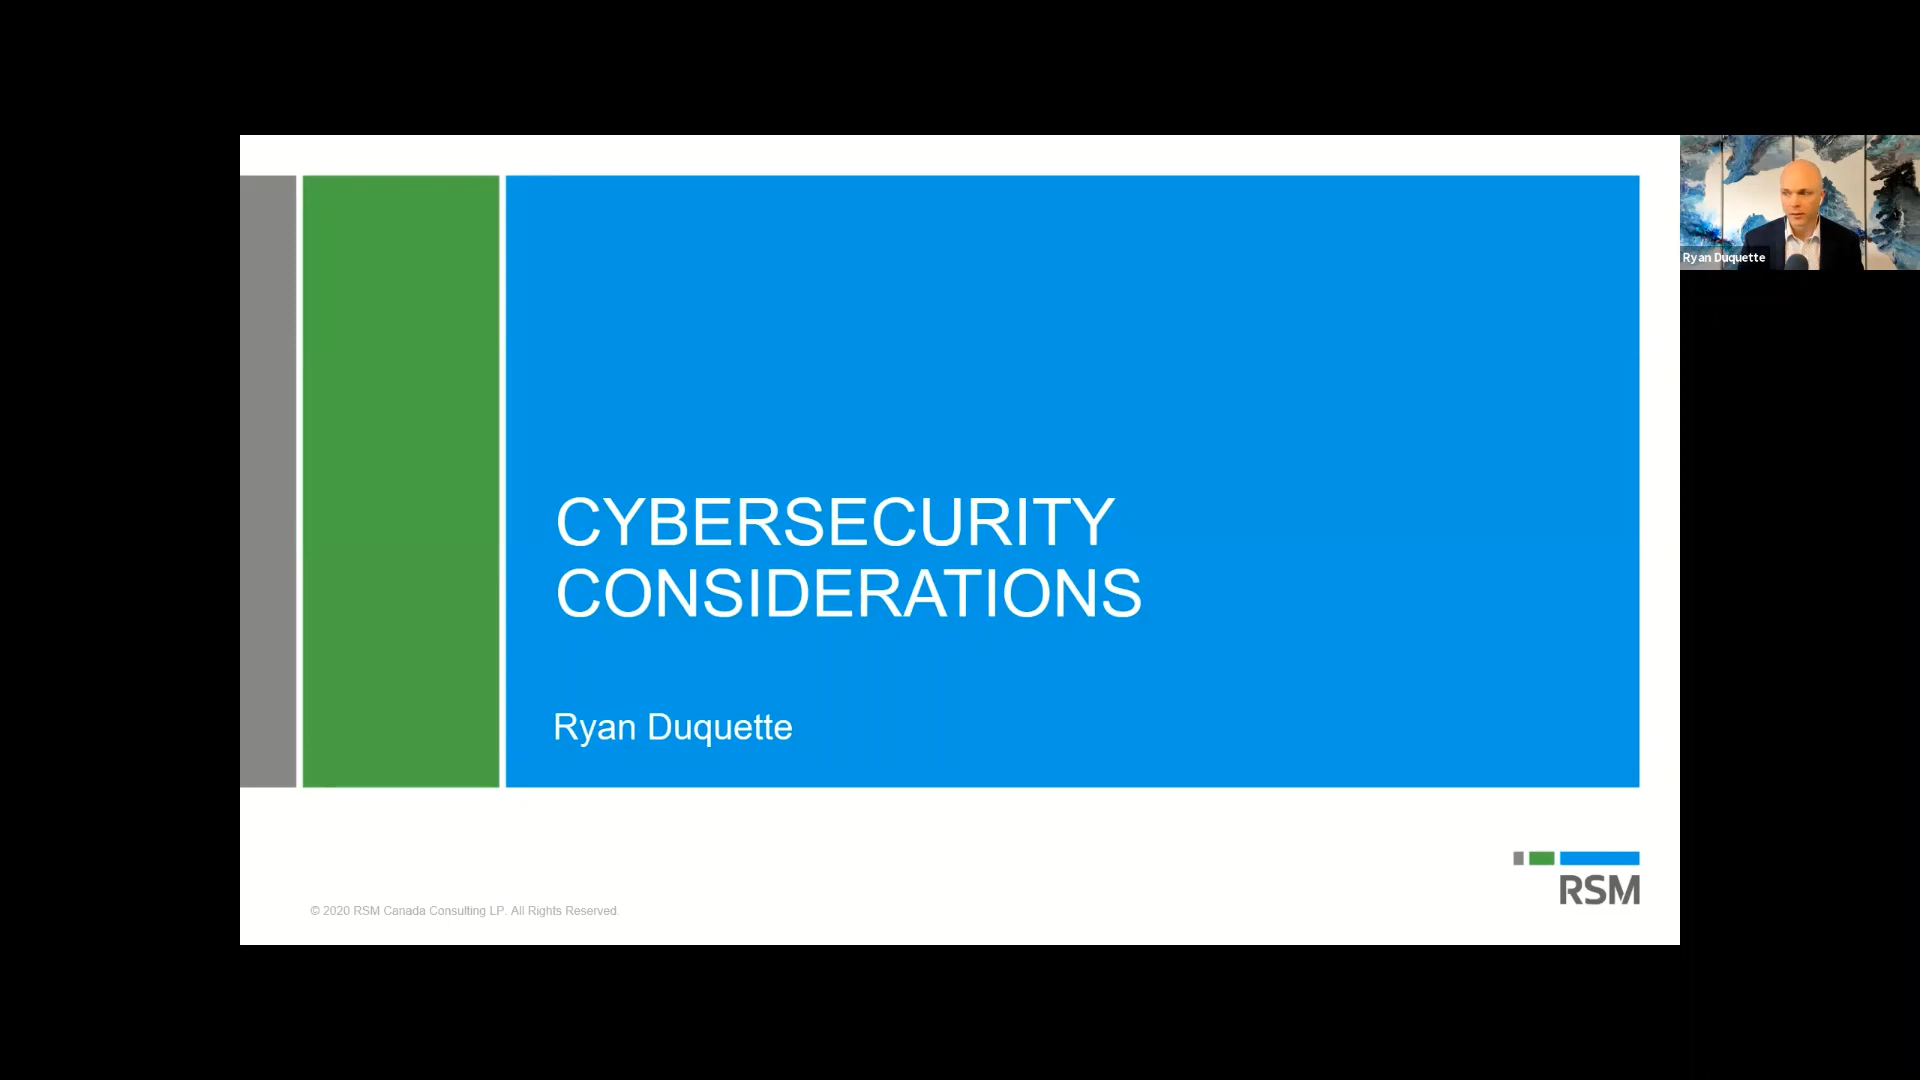 Ryan Duquette
CYBERSECURITY
CONSIDERATIONS
Ryan Duquette
RSM
© 2020 RSM Canada Consulting LP. All Rights Reserved.